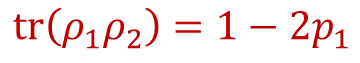 tr(ρ₁ρ₂) = 1 − 2p₁